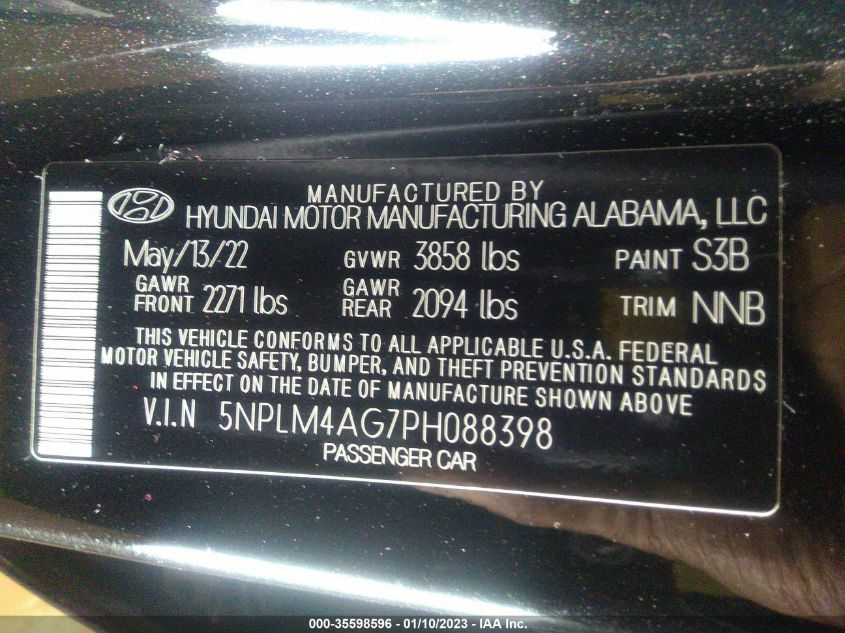 MANUFACTURED BY
HYUNDAI MOTOR MANUFACTURING ALABAMA, LLC
May/13/22 GVWR 3858 lbs PAINT S3B
GAWR FRONT 2271 lbs GAWR REAR 2094 lbs TRIM NNB
THIS VEHICLE CONFORMS TO ALL APPLICABLE U.S.A. FEDERAL
MOTOR VEHICLE SAFETY, BUMPER, AND THEFT PREVENTION STANDARDS
IN EFFECT ON THE DATE OF MANUFACTURE SHOWN ABOVE
V.I.N 5NPLM4AG7PH088398
PASSENGER CAR
000-35598596 - 01/10/2023 - IAA Inc.